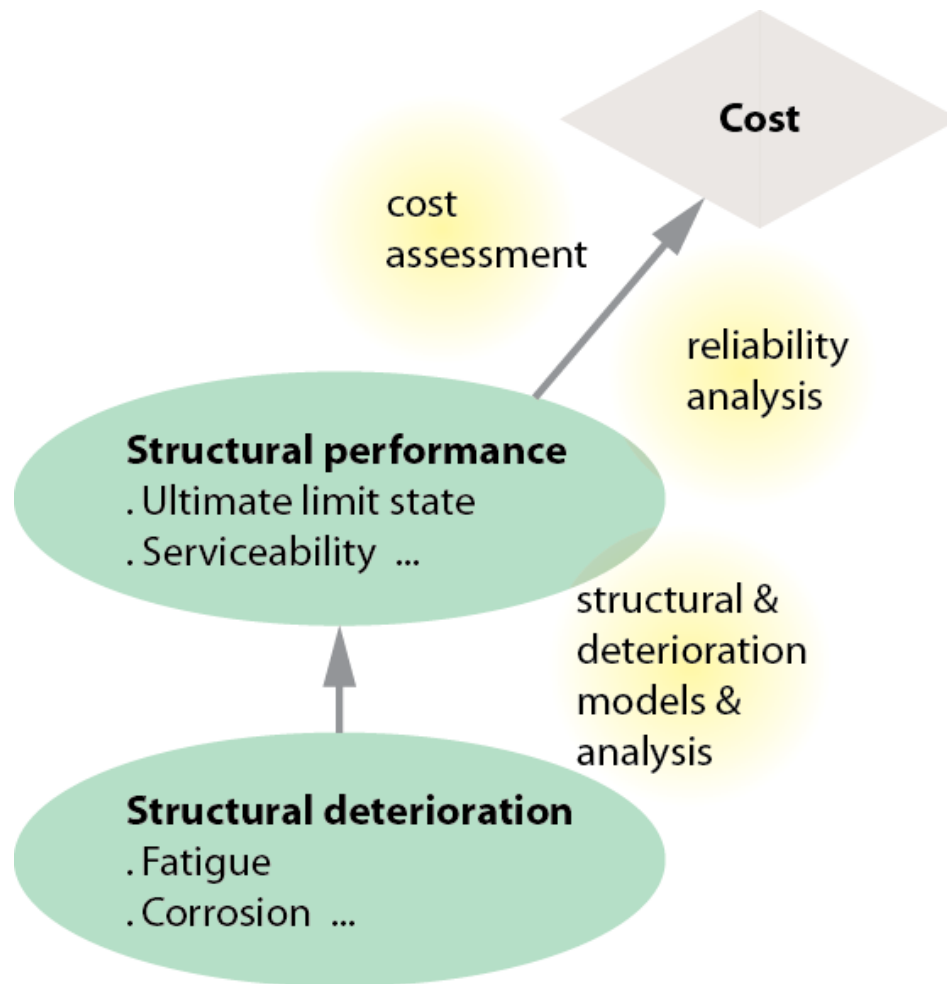 Cost
cost
assessment
reliability
analysis
Structural performance
. Ultimate limit state
. Serviceability ...
structural &
deterioration
models &
analysis
Structural deterioration
. Fatigue
. Corrosion ...